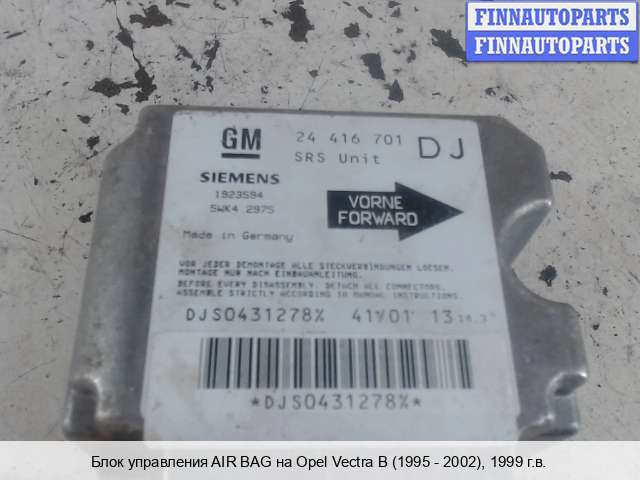 FINNAUTOPARTS
FINNAUTOPARTS
GM 24 416 701 DJ
SRS Unit
SIEMENS
1923594
5WK4 2975
VORNE
FORWARD
Made in Germany
VOR JEDER DEMONTAGE ALLE STECKVERBINDUNGEN LOESEN.
MONTAGE NUR NACH EINBAUANLEITUNG.
BEFORE EVERY DISASSEMBLY, DETACH ALL CONNECTORS.
ASSEMBLE STRICTLY ACCORDING TO MANUAL INSTRUCTIONS.
DJS0431278% 41Y01 13
*DJS0431278%*
Блок управления AIR BAG на Opel Vectra B (1995 - 2002), 1999 г.в.